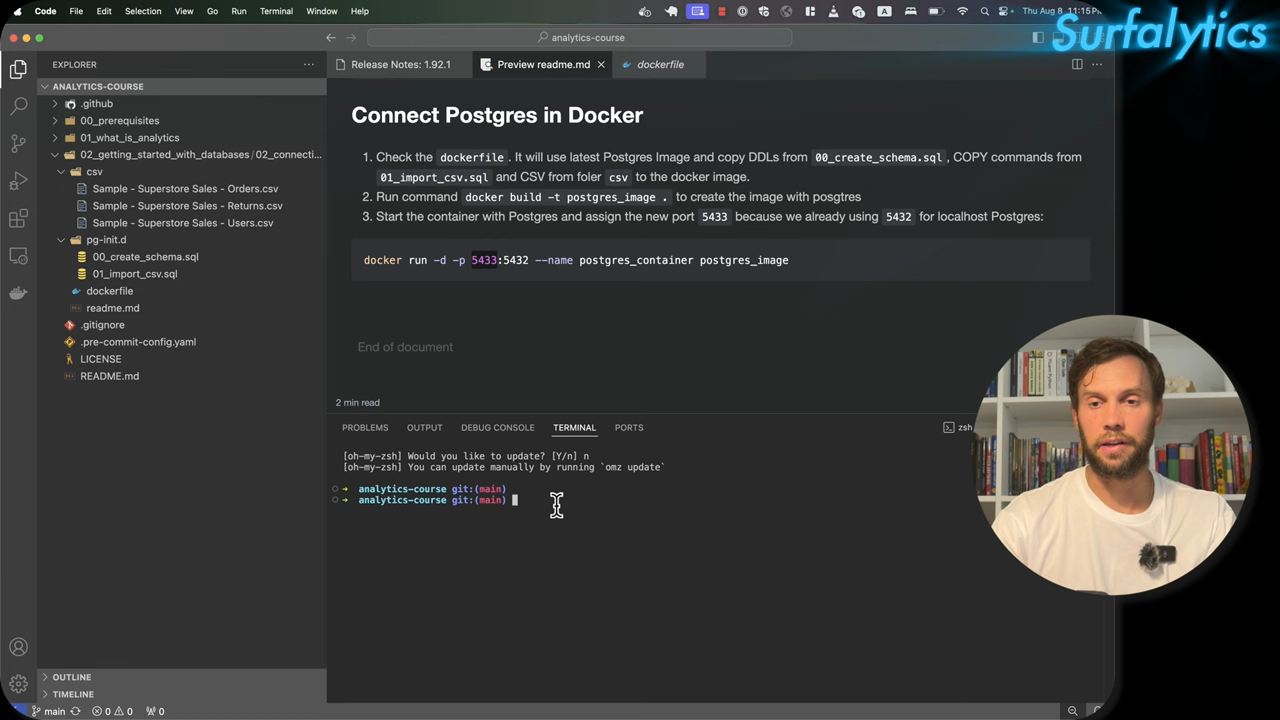 Code File Edit Selection View Go Run Terminal Window Help A Thu Aug 8 11:15
Surfalytics
analytics-course
EXPLORER
Release Notes: 1.92.1
Preview readme.md
dockerfile
ANALYTICS-COURSE
.github
00_prerequisites
01_what_is_analytics
02_getting_started_with_databases / 02_connecti...
csv
Sample - Superstore Sales - Orders.csv
Sample - Superstore Sales - Returns.csv
Sample - Superstore Sales - Users.csv
pg-init.d
00_create_schema.sql
01_import_csv.sql
dockerfile
readme.md
.gitignore
.pre-commit-config.yaml
LICENSE
README.md
OUTLINE
TIMELINE
Connect Postgres in Docker
1. Check the dockerfile. It will use latest Postgres Image and copy DDLs from 00_create_schema.sql, COPY commands from
01_import_csv.sql and CSV from foler csv to the docker image.
2. Run command docker build -t postgres_image . to create the image with posgtres
3. Start the container with Postgres and assign the new port 5433 because we already using 5432 for localhost Postgres:
docker run -d -p 5433:5432 --name postgres_container postgres_image
End of document
2 min read
PROBLEMS OUTPUT DEBUG CONSOLE TERMINAL PORTS
zsh
[oh-my-zsh] Would you like to update? [Y/n] n
[oh-my-zsh] You can update manually by running `omz update`
analytics-course git:(main)
analytics-course git:(main)
main 0 0 0